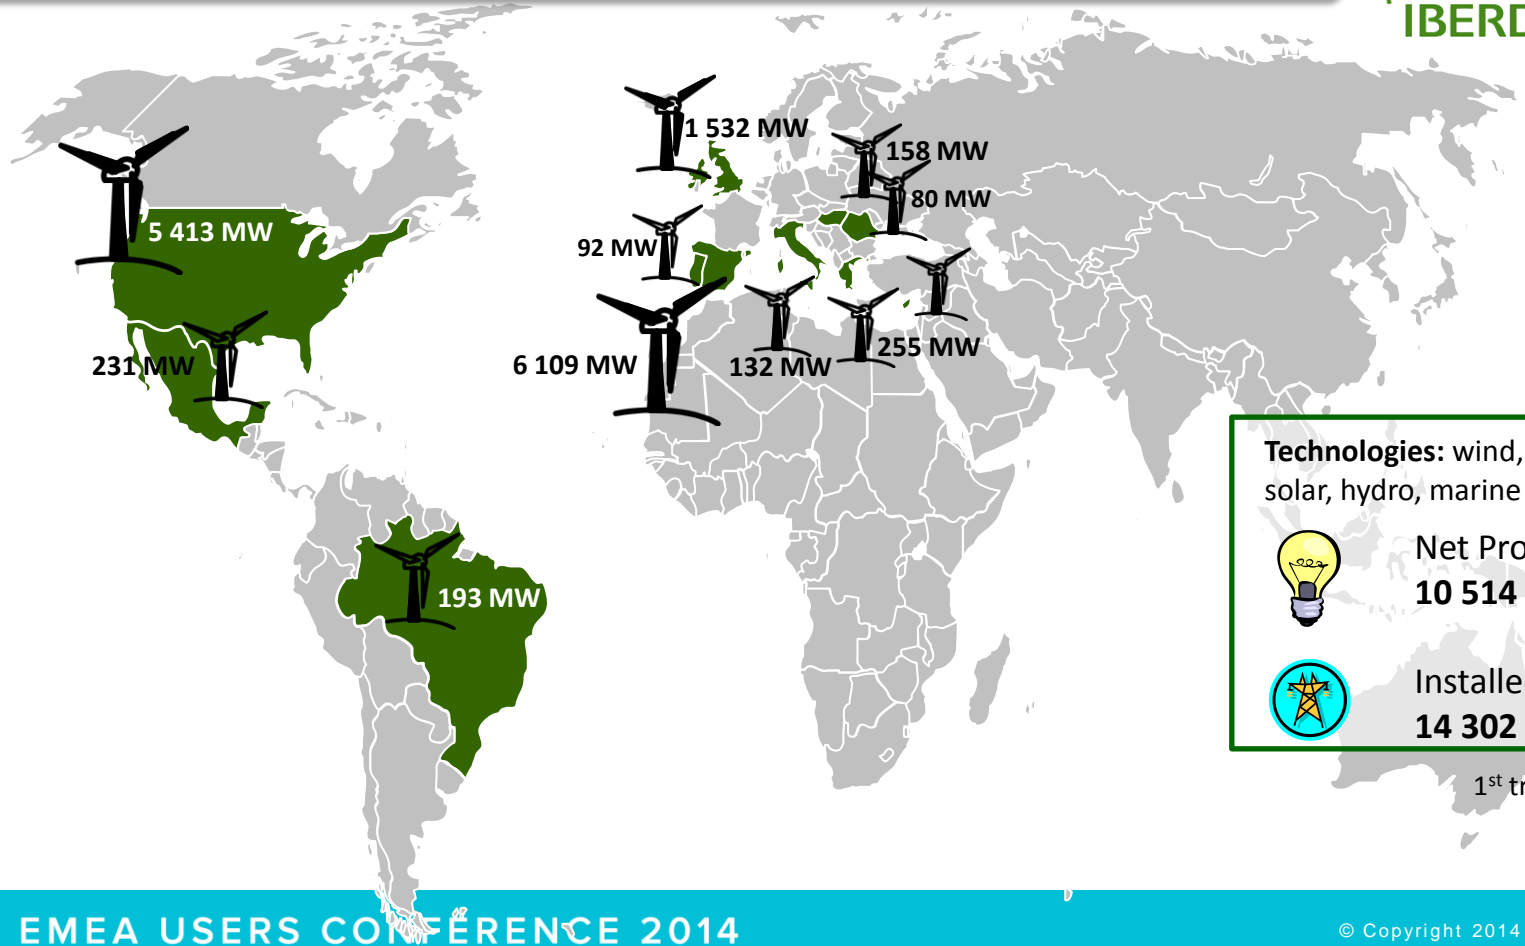 IBERD
1 532 MW
158 MW
80 MW
5 413 MW
92 MW
255 MW
231 MW
6 109 MW
132 MW
193 MW
Technologies: wind,
solar, hydro, marine
Net Pro
10 514
Installe
14 302
1st tr
EMEA USERS CONFERENCE 2014
© Copyright 2014